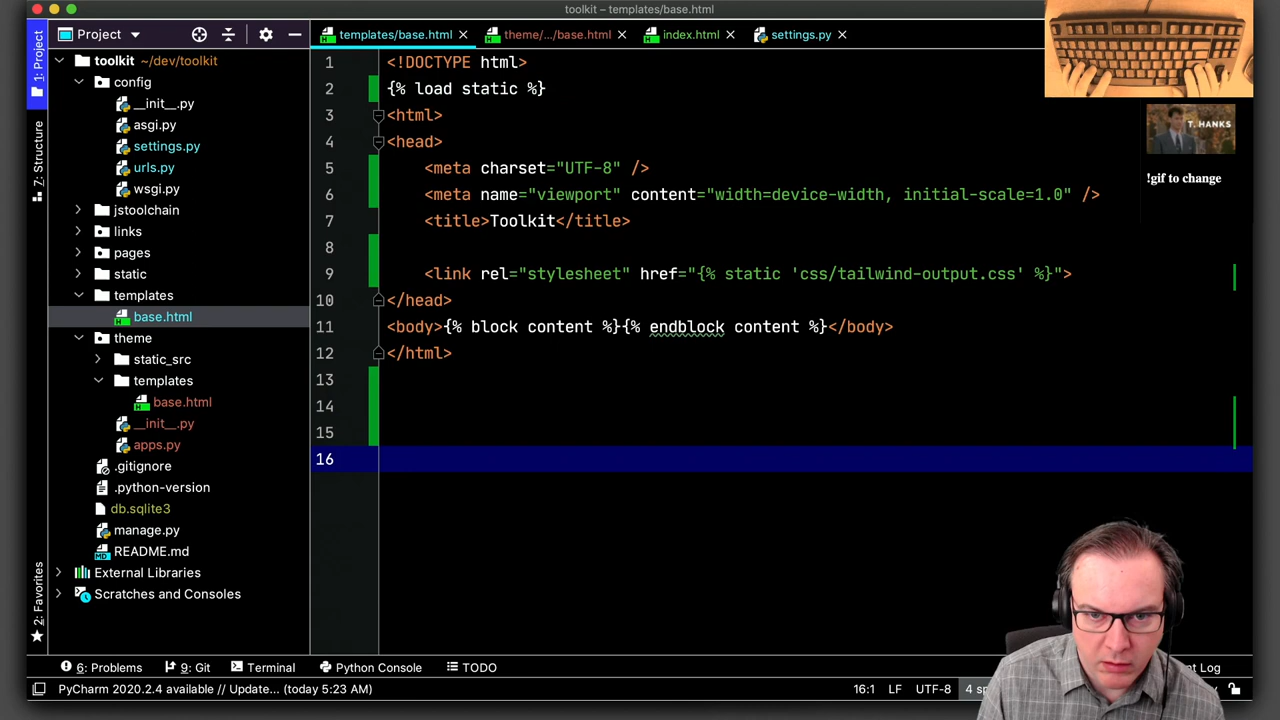 toolkit - templates/base.html
Project
templates/base.html
theme/.../base.html
index.html
settings.py
1: Project
7: Structure
2: Favorites
toolkit ~/dev/toolkit
config
__init__.py
asgi.py
settings.py
urls.py
wsgi.py
jstoolchain
links
pages
static
templates
base.html
theme
static_src
templates
base.html
__init__.py
apps.py
.gitignore
.python-version
db.sqlite3
manage.py
README.md
External Libraries
Scratches and Consoles
1 <!DOCTYPE html>
2 {% load static %}
3 <html>
4 <head>
5 <meta charset="UTF-8" />
6 <meta name="viewport" content="width=device-width, initial-scale=1.0" />
7 <title>Toolkit</title>
8
9 <link rel="stylesheet" href="{% static 'css/tailwind-output.css' %}">
10 </head>
11 <body>{% block content %}{% endblock content %}</body>
12 </html>
13
14
15
16
T. HANKS
!gif to change
6: Problems
9: Git
Terminal
Python Console
TODO
t Log
PyCharm 2020.2.4 available // Update... (today 5:23 AM)
16:1
LF
UTF-8
4 sp